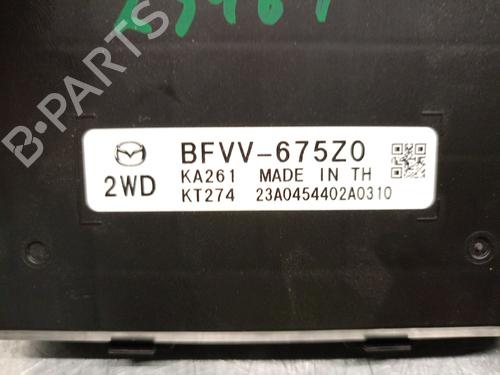 B-PARTS
BFVV-675Z0
2WD
KA261 MADE IN TH
KT274 23A0454402A0310